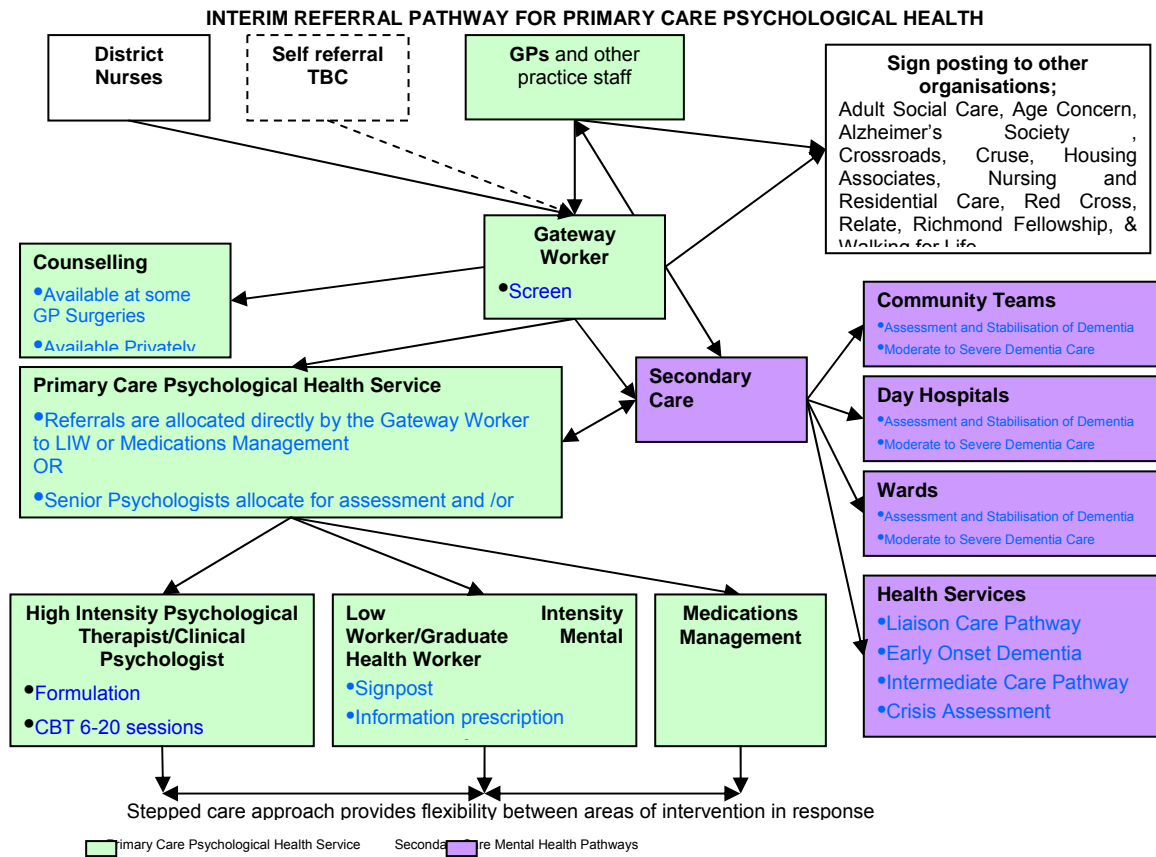 INTERIM REFERRAL PATHWAY FOR PRIMARY CARE PSYCHOLOGICAL HEALTH
District
Nurses
Self referral
TBC
GPs and other
practice staff
Sign posting to other
organisations;
Adult Social Care, Age Concern,
Alzheimer's Society ,
Crossroads, Cruse, Housing
Associates, Nursing and
Residential Care, Red Cross,
Relate, Richmond Fellowship, &
Walking for Life
Gateway
Worker
•Screen
Counselling
•Available at some
GP Surgeries
•Available Privately
Primary Care Psychological Health Service
•Referrals are allocated directly by the Gateway Worker
to LIW or Medications Management
OR
•Senior Psychologists allocate for assessment and /or
Secondary
Care
Community Teams
•Assessment and Stabilisation of Dementia
•Moderate to Severe Dementia Care
Day Hospitals
•Assessment and Stabilisation of Dementia
•Moderate to Severe Dementia Care
Wards
•Assessment and Stabilisation of Dementia
•Moderate to Severe Dementia Care
Health Services
•Liaison Care Pathway
•Early Onset Dementia
•Intermediate Care Pathway
•Crisis Assessment
High Intensity Psychological
Therapist/Clinical
Psychologist
•Formulation
•CBT 6-20 sessions
Low Intensity
Worker/Graduate Mental
Health Worker
•Signpost
•Information prescription
Medications
Management
Stepped care approach provides flexibility between areas of intervention in response
Primary Care Psychological Health Service
Secondary Care Mental Health Pathways